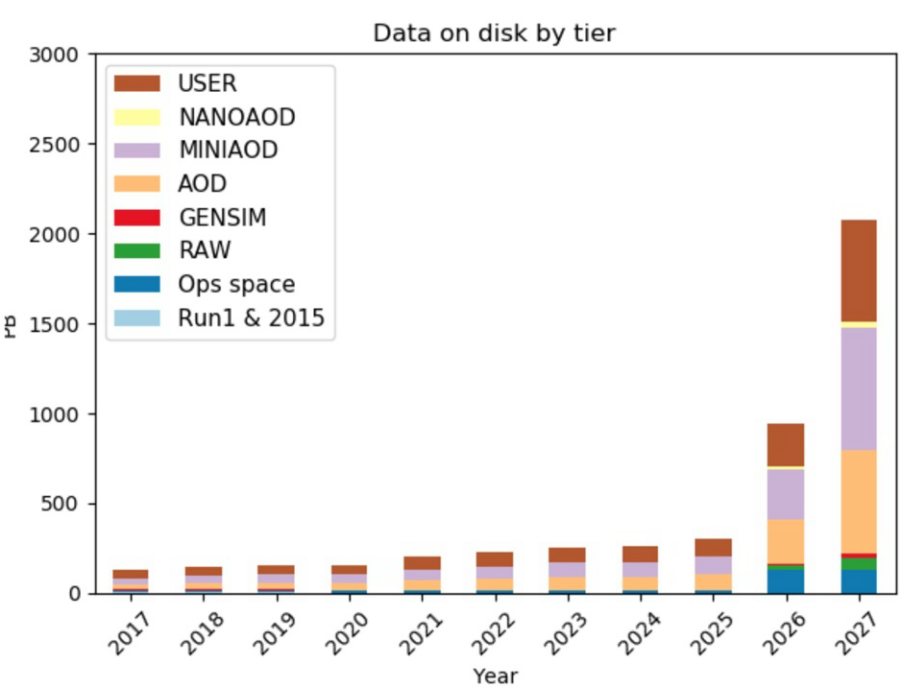 Data on disk by tier
3000
2500
2000
1500
1000
500
0
PB
USER
NANOAOD
MINIAOD
AOD
GENSIM
RAW
Ops space
Run1 & 2015
2017
2018
2019
2020
2021
2022
2023
2024
2025
2026
2027
Year